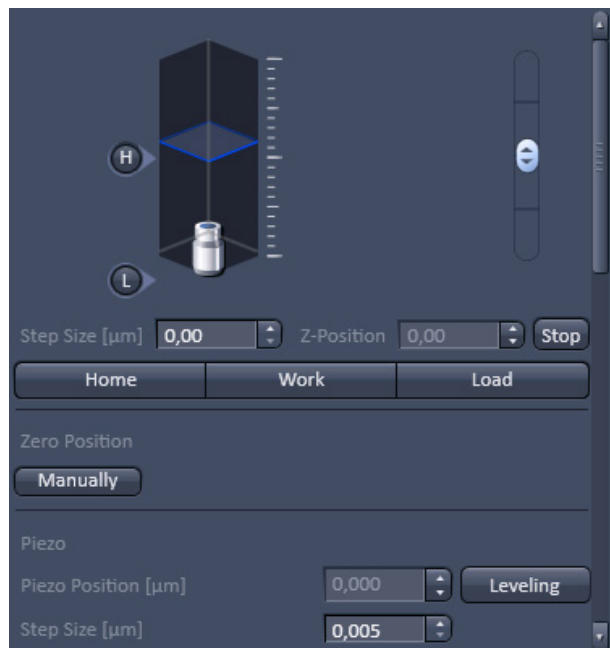 H
L
Step Size [µm] 0,00 Z-Position 0,00 Stop
Home Work Load
Zero Position
Manually
Piezo
Piezo Position [µm] 0,000 Leveling
Step Size [µm] 0,005